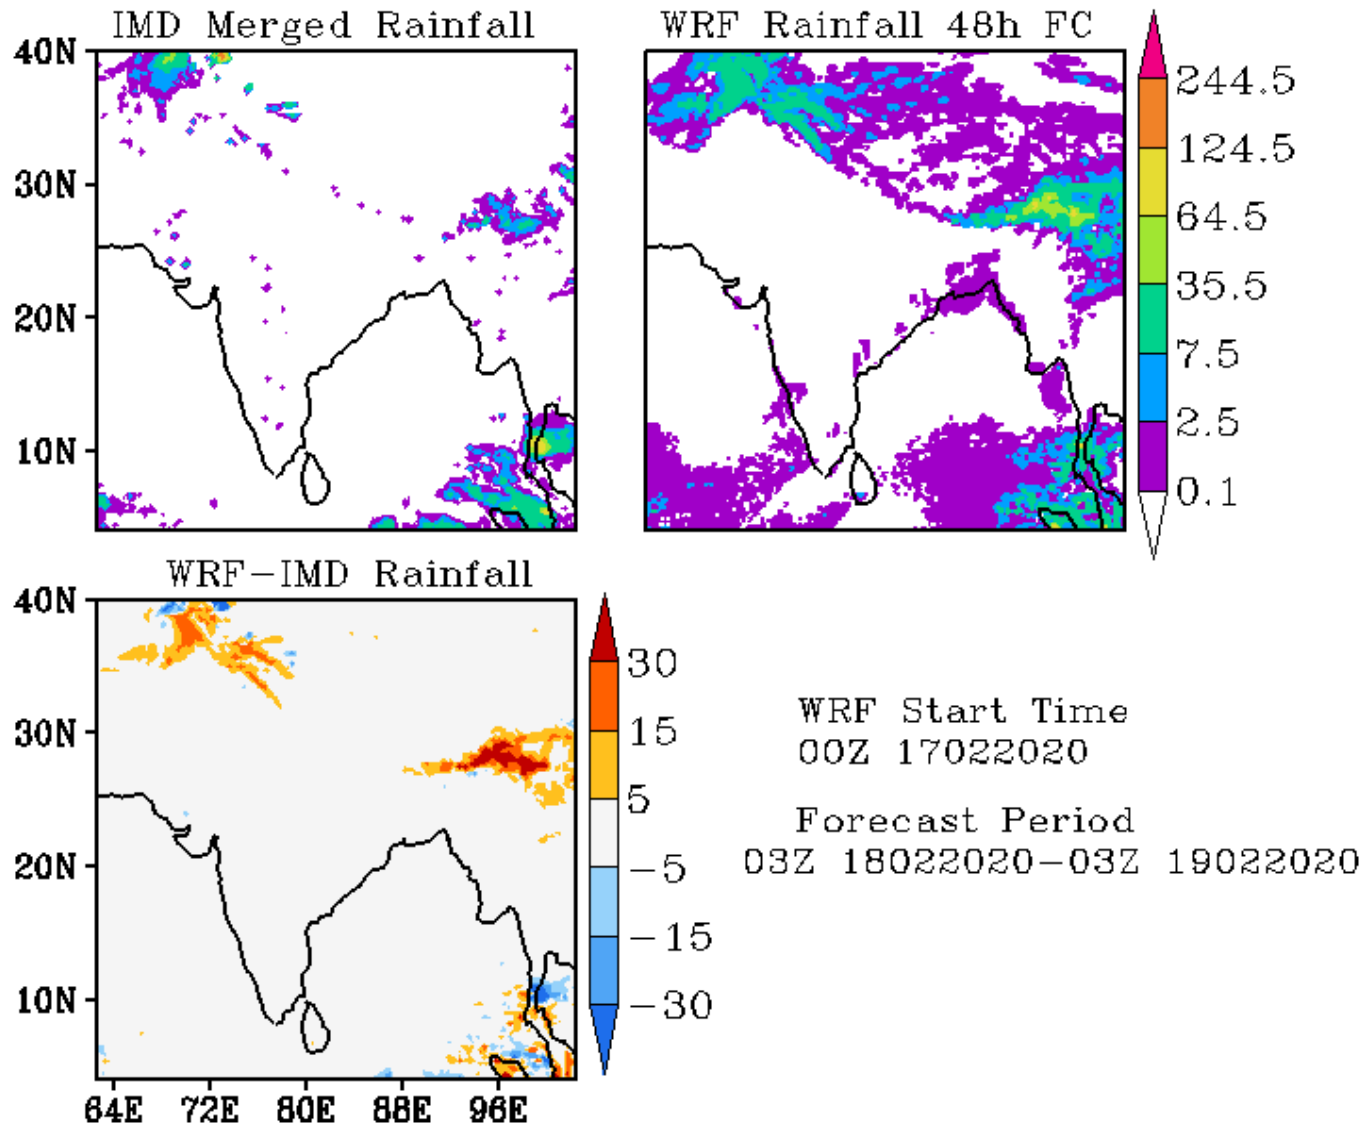 IMD Merged Rainfall
WRF Rainfall 48h FC
40N
30N
20N
10N
244.5
124.5
64.5
35.5
7.5
2.5
0.1
WRF-IMD Rainfall
40N
30N
20N
10N
64E 72E 80E 88E 96E
30
15
5
-5
-15
-30
WRF Start Time
00Z 17022020
Forecast Period
03Z 18022020-03Z 19022020